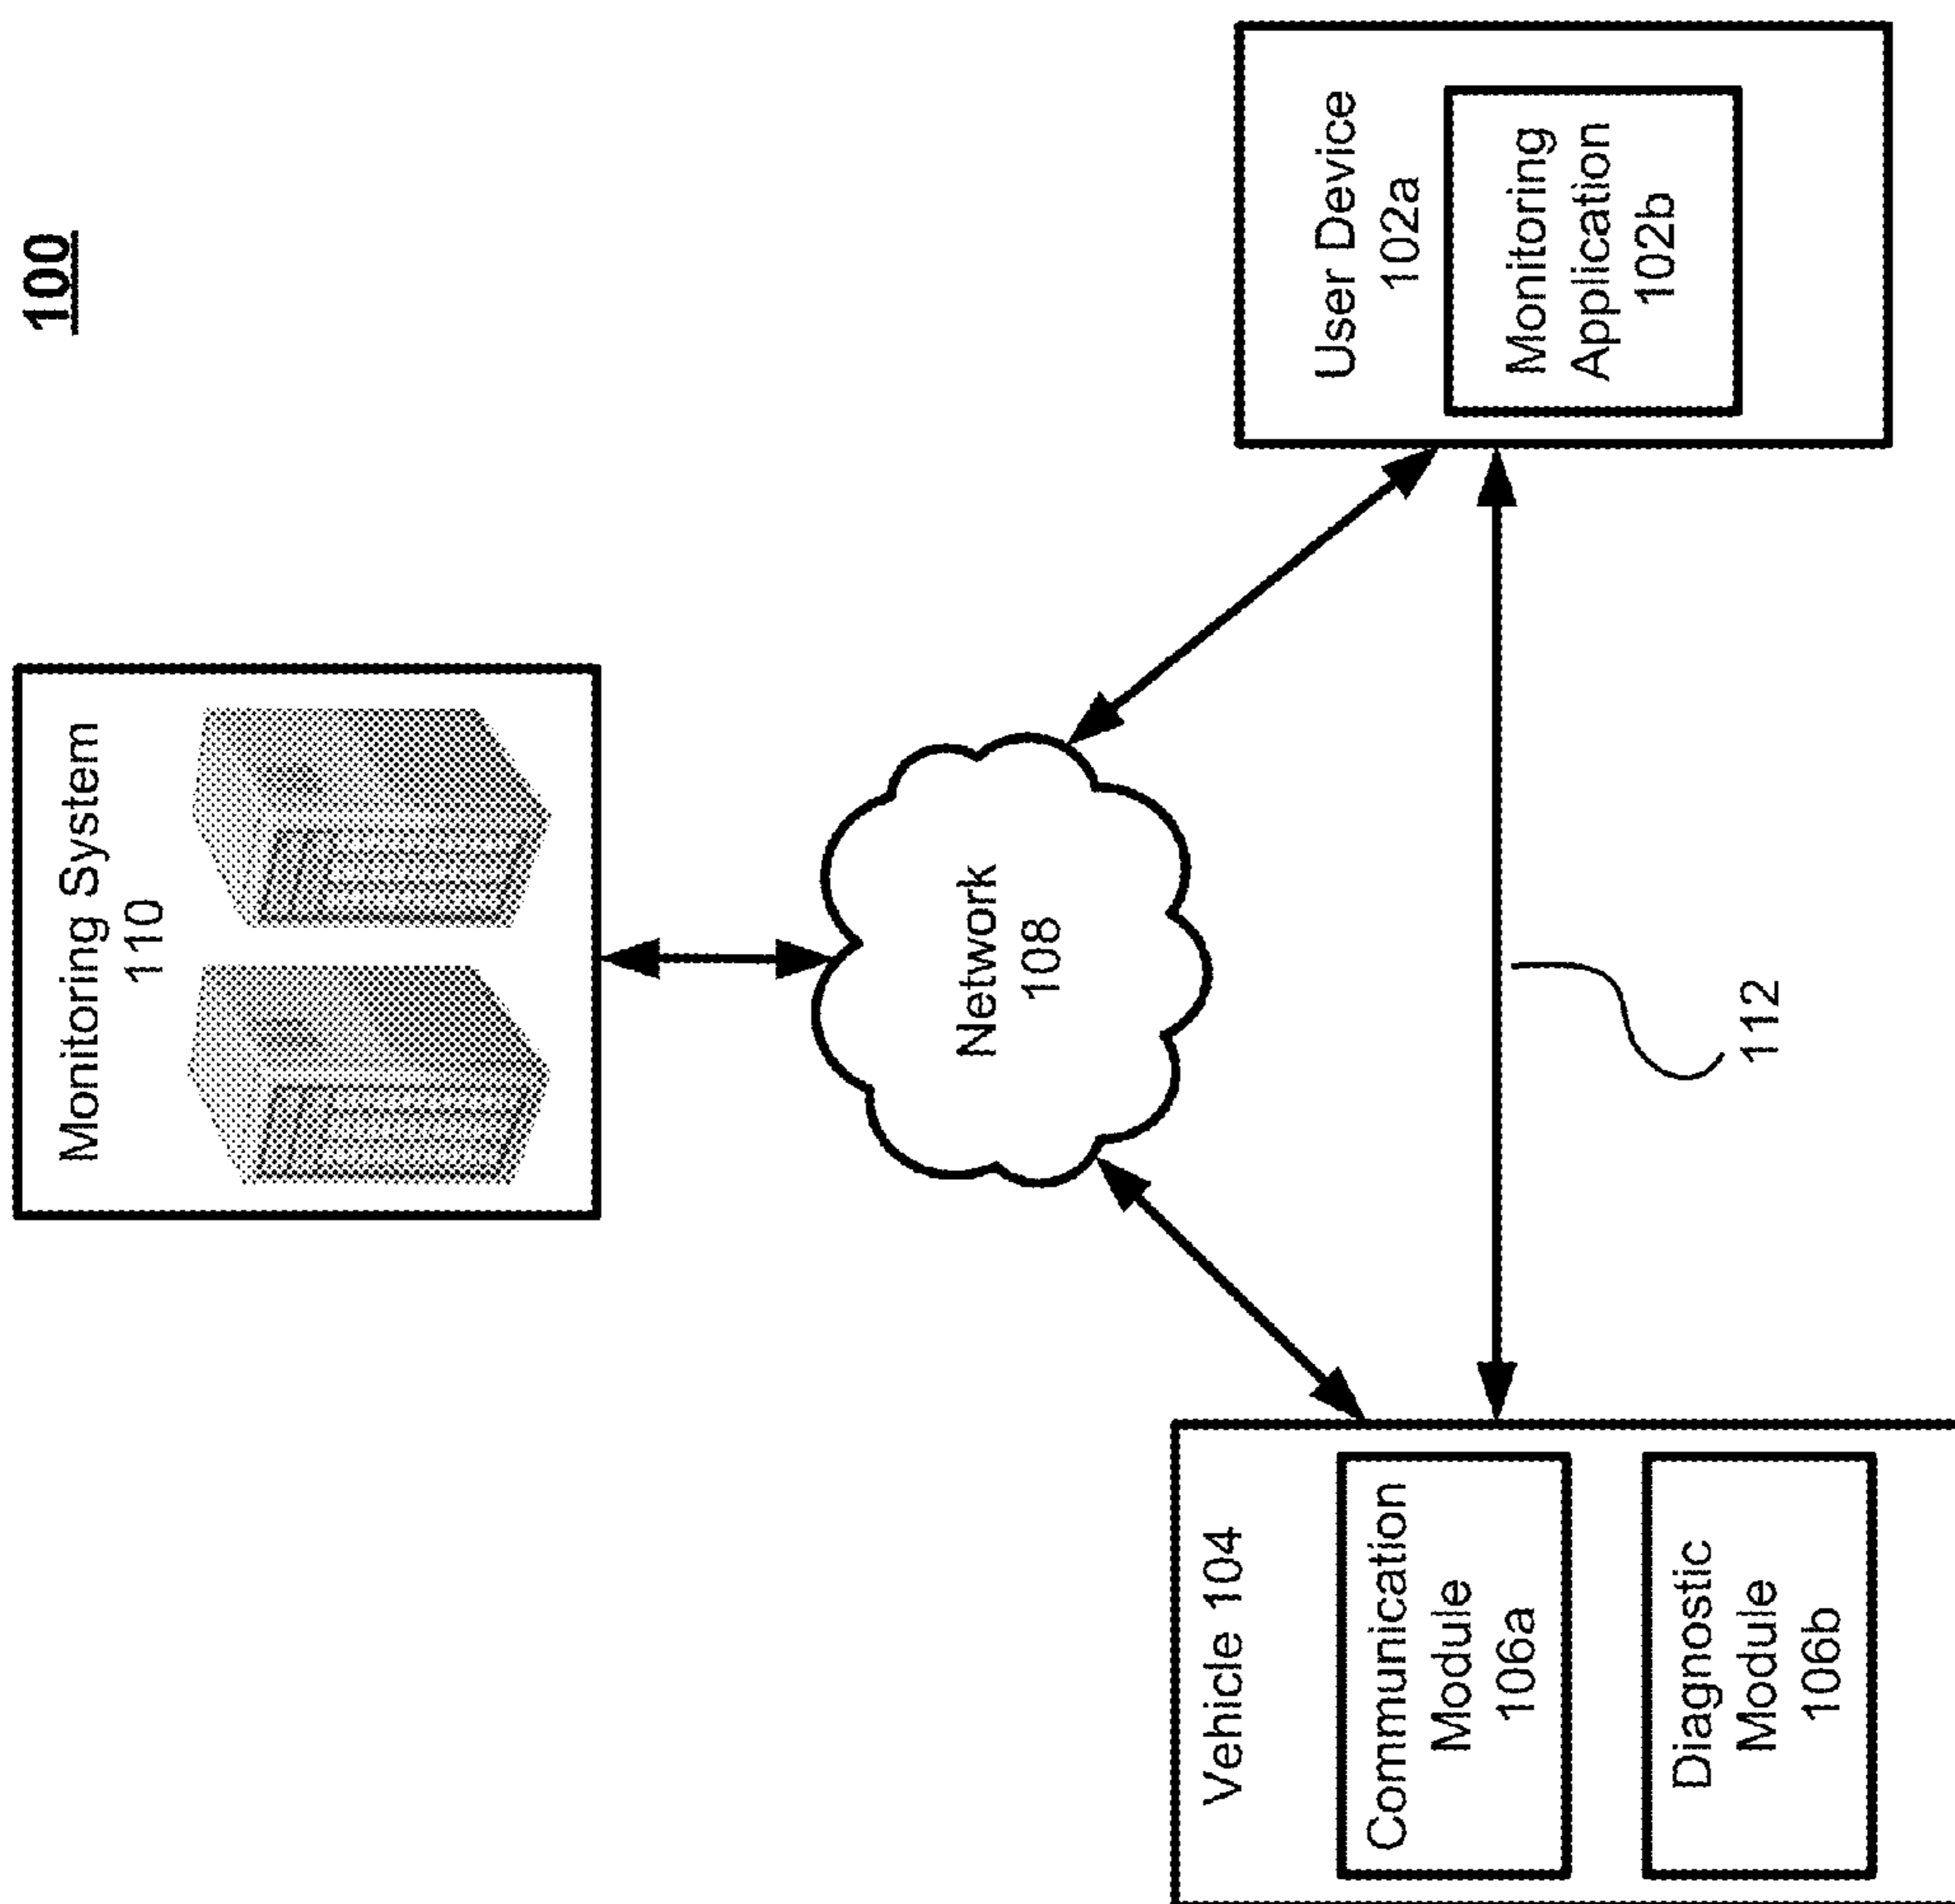 100
Monitoring System
110
Network
108
User Device
102a
Monitoring
Application
102b
112
Vehicle 104
Communication
Module
106a
Diagnostic
Module
106b